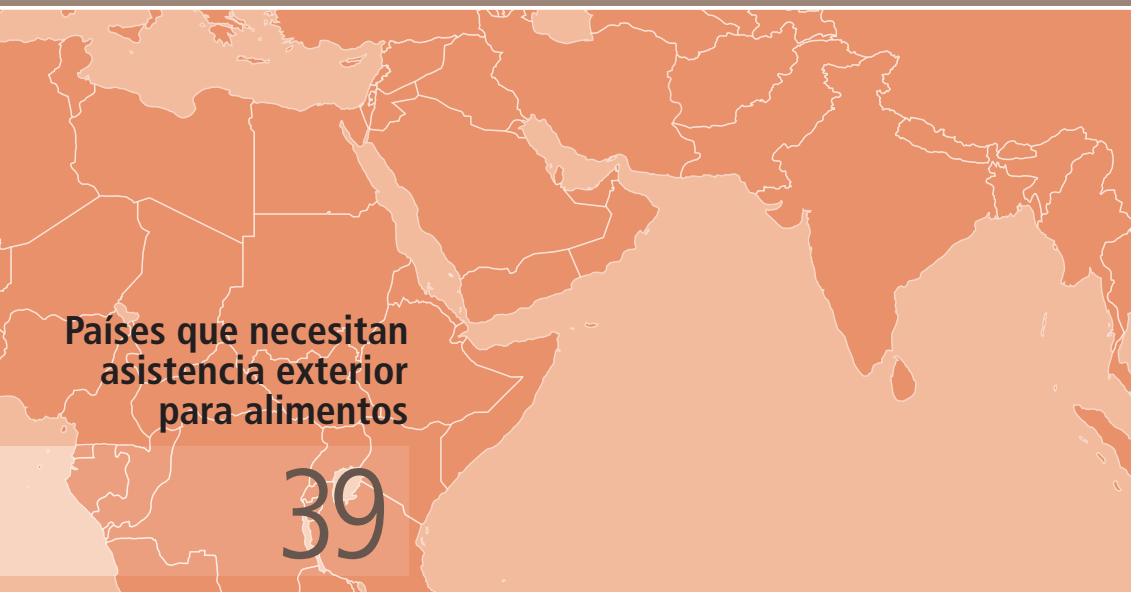 Países que necesitan
asistencia exterior
para alimentos
39